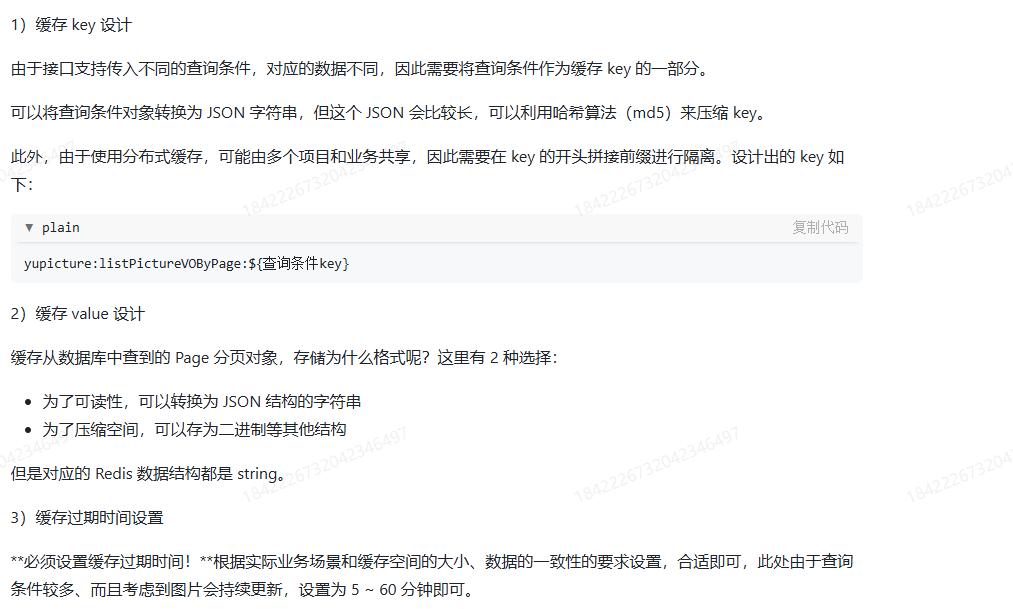 1）缓存 key 设计
由于接口支持传入不同的查询条件，对应的数据不同，因此需要将查询条件作为缓存 key 的一部分。
可以将查询条件对象转换为 JSON 字符串，但这个 JSON 会比较长，可以利用哈希算法（md5）来压缩 key。
此外，由于使用分布式缓存，可能由多个项目和业务共享，因此需要在 key 的开头拼接前缀进行隔离。设计出的 key 如
下：
▼ plain 复制代码
yupicture:listPictureVOByPage:${查询条件key}
2）缓存 value 设计
缓存从数据库中查到的 Page 分页对象，存储为什么格式呢？这里有 2 种选择：
• 为了可读性，可以转换为 JSON 结构的字符串
• 为了压缩空间，可以存为二进制等其他结构
但是对应的 Redis 数据结构都是 string。
3）缓存过期时间设置
**必须设置缓存过期时间！**根据实际业务场景和缓存空间的大小、数据的一致性的要求设置，合适即可，此处由于查询
条件较多、而且考虑到图片会持续更新，设置为 5 ~ 60 分钟即可。
1842226732042346497